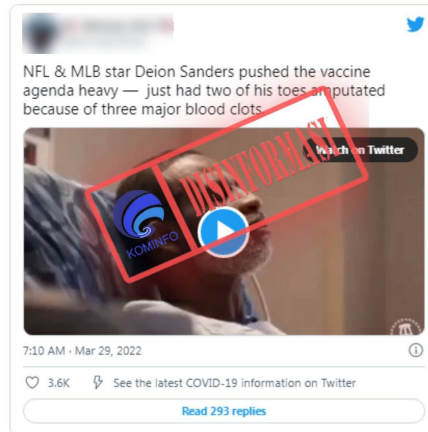 NFL & MLB star Deion Sanders pushed the vaccine
agenda heavy — just had two of his toes amputated
because of three major blood clots
Watch on Twitter
DISINFORMASI
KOMINFO
7:10 AM · Mar 29, 2022
3.6K See the latest COVID-19 information on Twitter
Read 293 replies